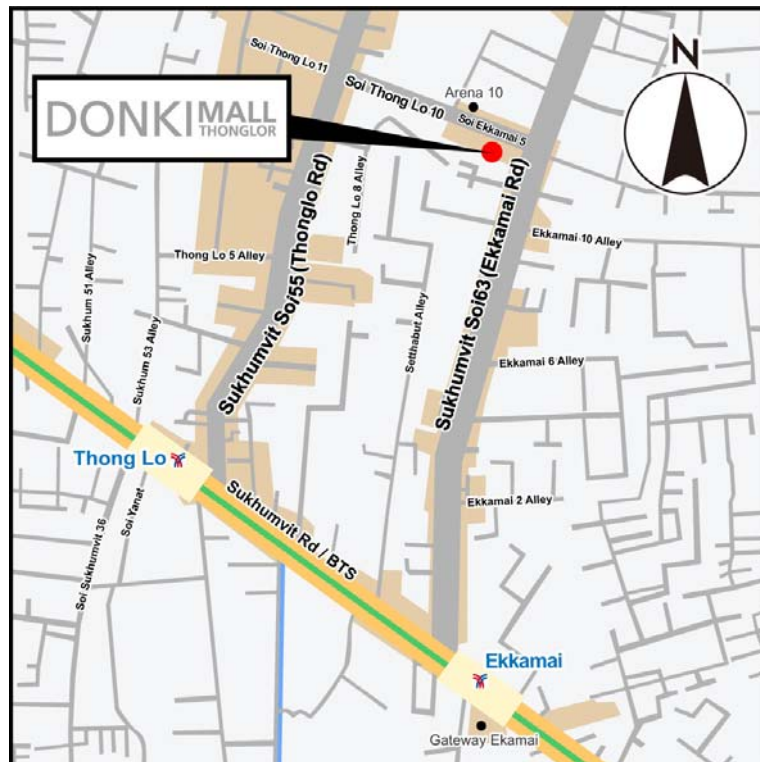 N
Soi Thong Lo 11
Soi Thong Lo 10
Arena 10
Soi Ekkamai 5
DONKI MALL
THONGLOR
Thong Lo 8 Alley
Sukhumvit Soi55 (Thonglo Rd)
Sukhumvit Soi63 (Ekkamai Rd)
Ekkamai 10 Alley
Thong Lo 5 Alley
Sukhum 51 Alley
Sukhum 53 Alley
Setthabut Alley
Ekkamai 6 Alley
Thong Lo
Sukhumvit Rd / BTS
Ekkamai 2 Alley
Soi Yanat
Soi Sukhumvit 36
Ekkamai
Gateway Ekamai